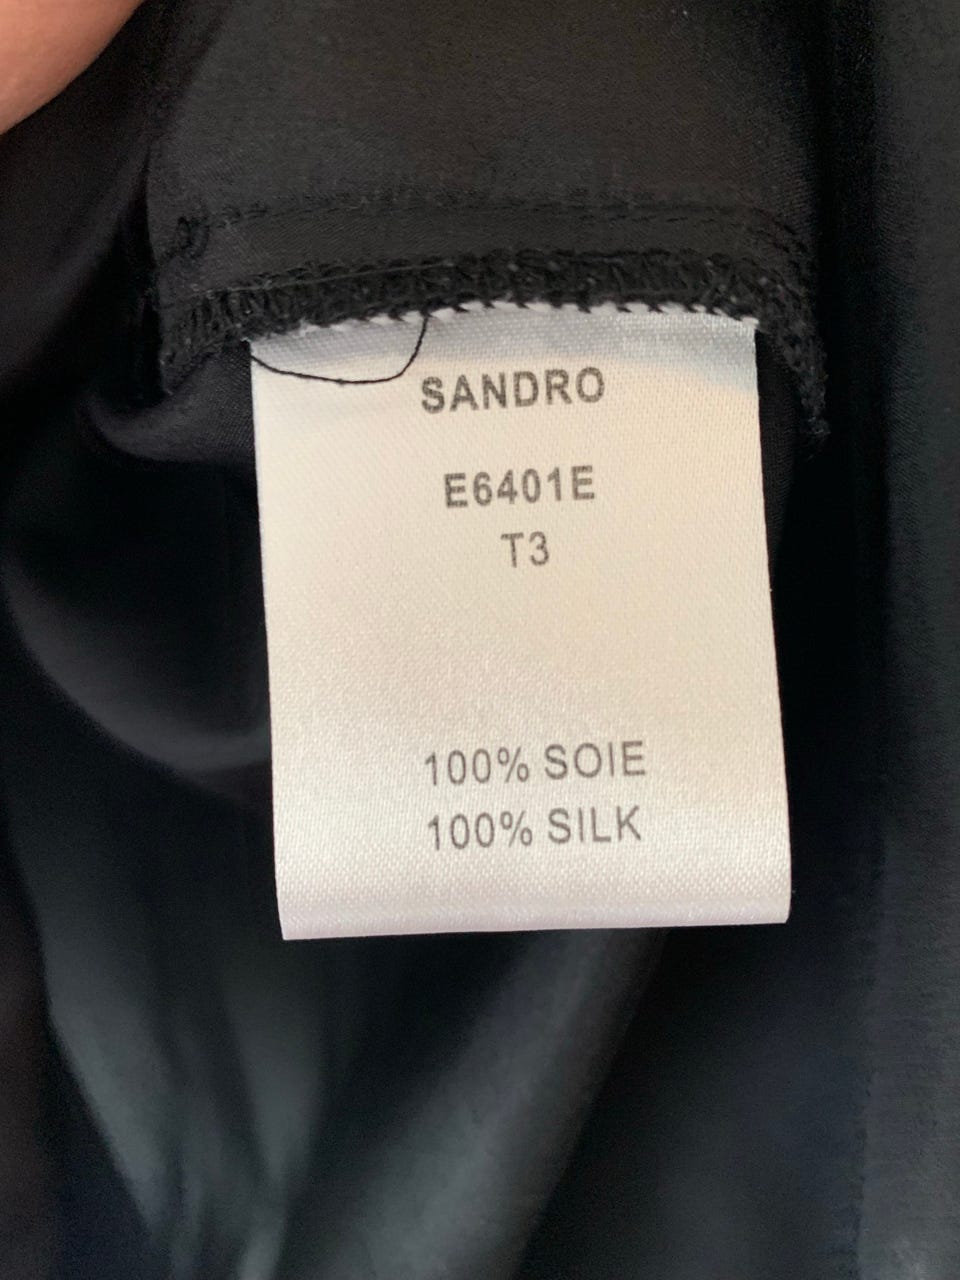 SANDRO
E6401E
T3
100% SOIE
100% SILK